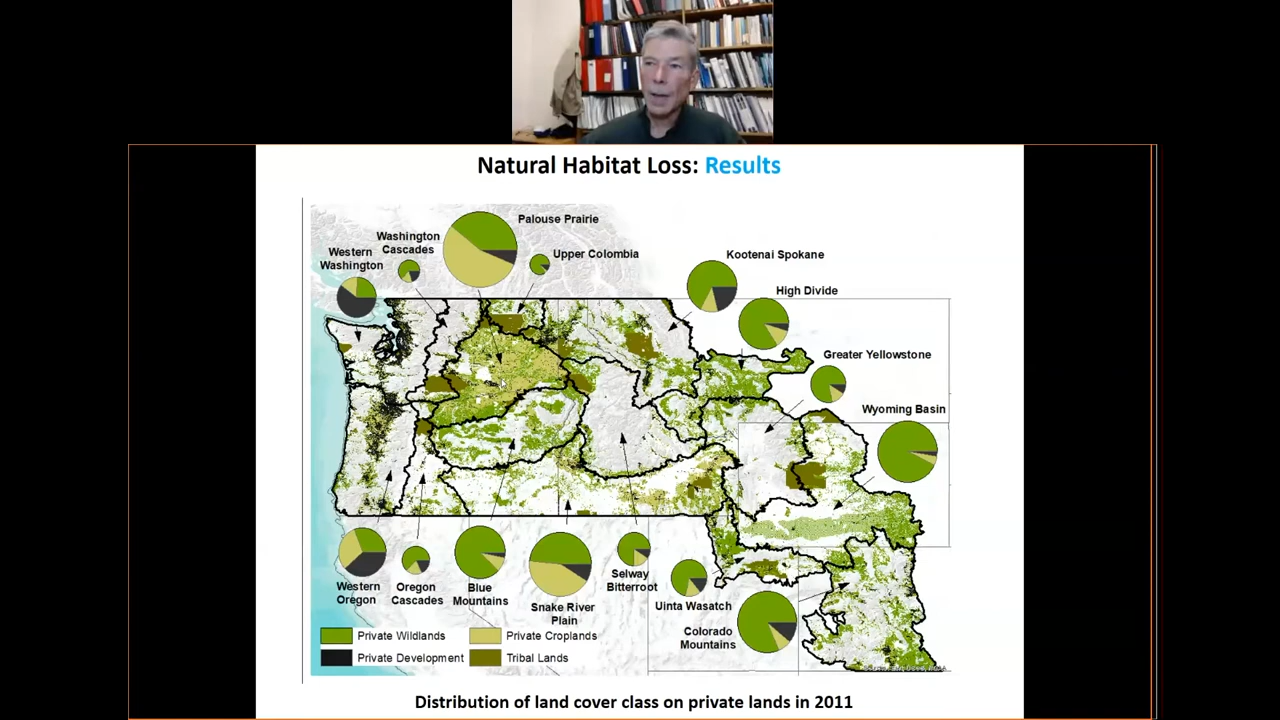 Natural Habitat Loss: Results
Palouse Prairie
Washington
Cascades
Upper Colombia
Western
Washington
Kootenai Spokane
High Divide
Greater Yellowstone
Wyoming Basin
Western
Oregon
Oregon
Cascades
Blue
Mountains
Snake River
Plain
Selway
Bitterroot
Uinta Wasatch
Colorado
Mountains
Private Wildlands
Private Croplands
Private Development
Tribal Lands
Distribution of land cover class on private lands in 2011